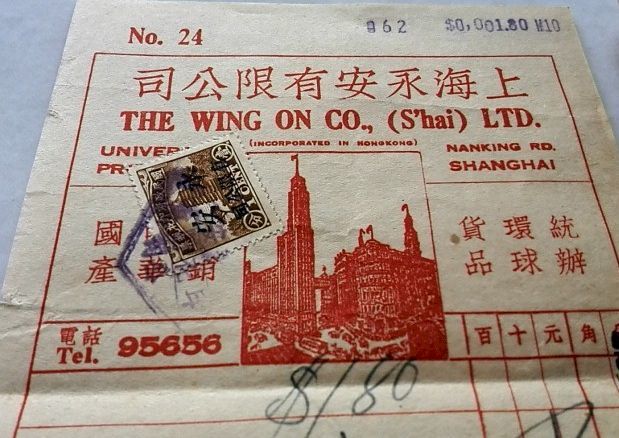 No. 24
962 $0,001.80 M10
司公限有安永海上
THE WING ON CO., (S'hai) LTD.
(INCORPORATED IN HONGKONG)
NANKING RD.
SHANGHAI
統環貨
辦球品
國
產
銷
華
電話
Tel. 95656
百十元角
$1.80